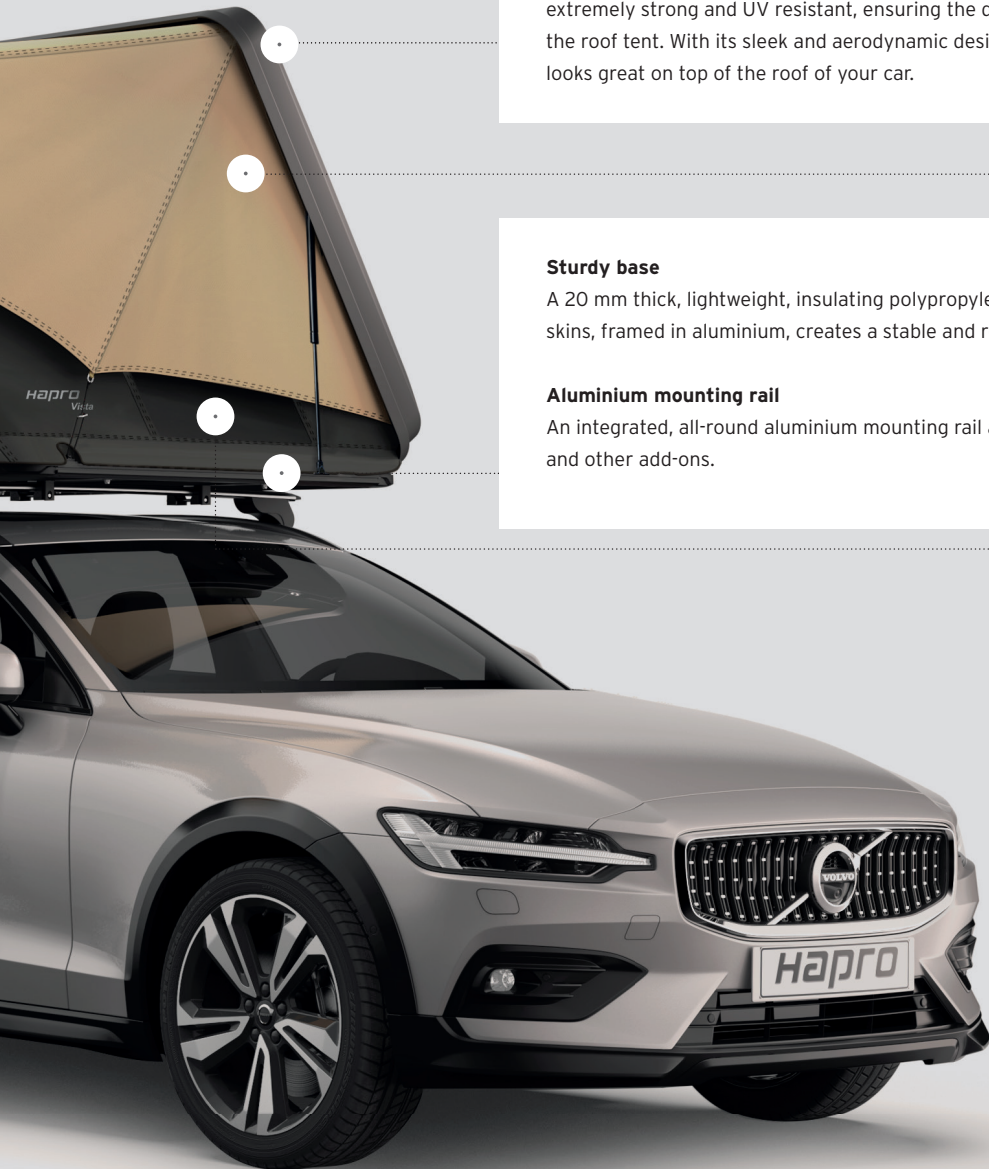 extremely strong and UV resistant, ensuring the
the roof tent. With its sleek and aerodynamic
looks great on top of the roof of your car.
Sturdy base
A 20 mm thick, lightweight, insulating
skins, framed in aluminium, creates a stable and
Aluminium mounting rail
An integrated, all-round aluminium mounting rail
and other add-ons.
Hapro
Vista
VOLVO
Hapro